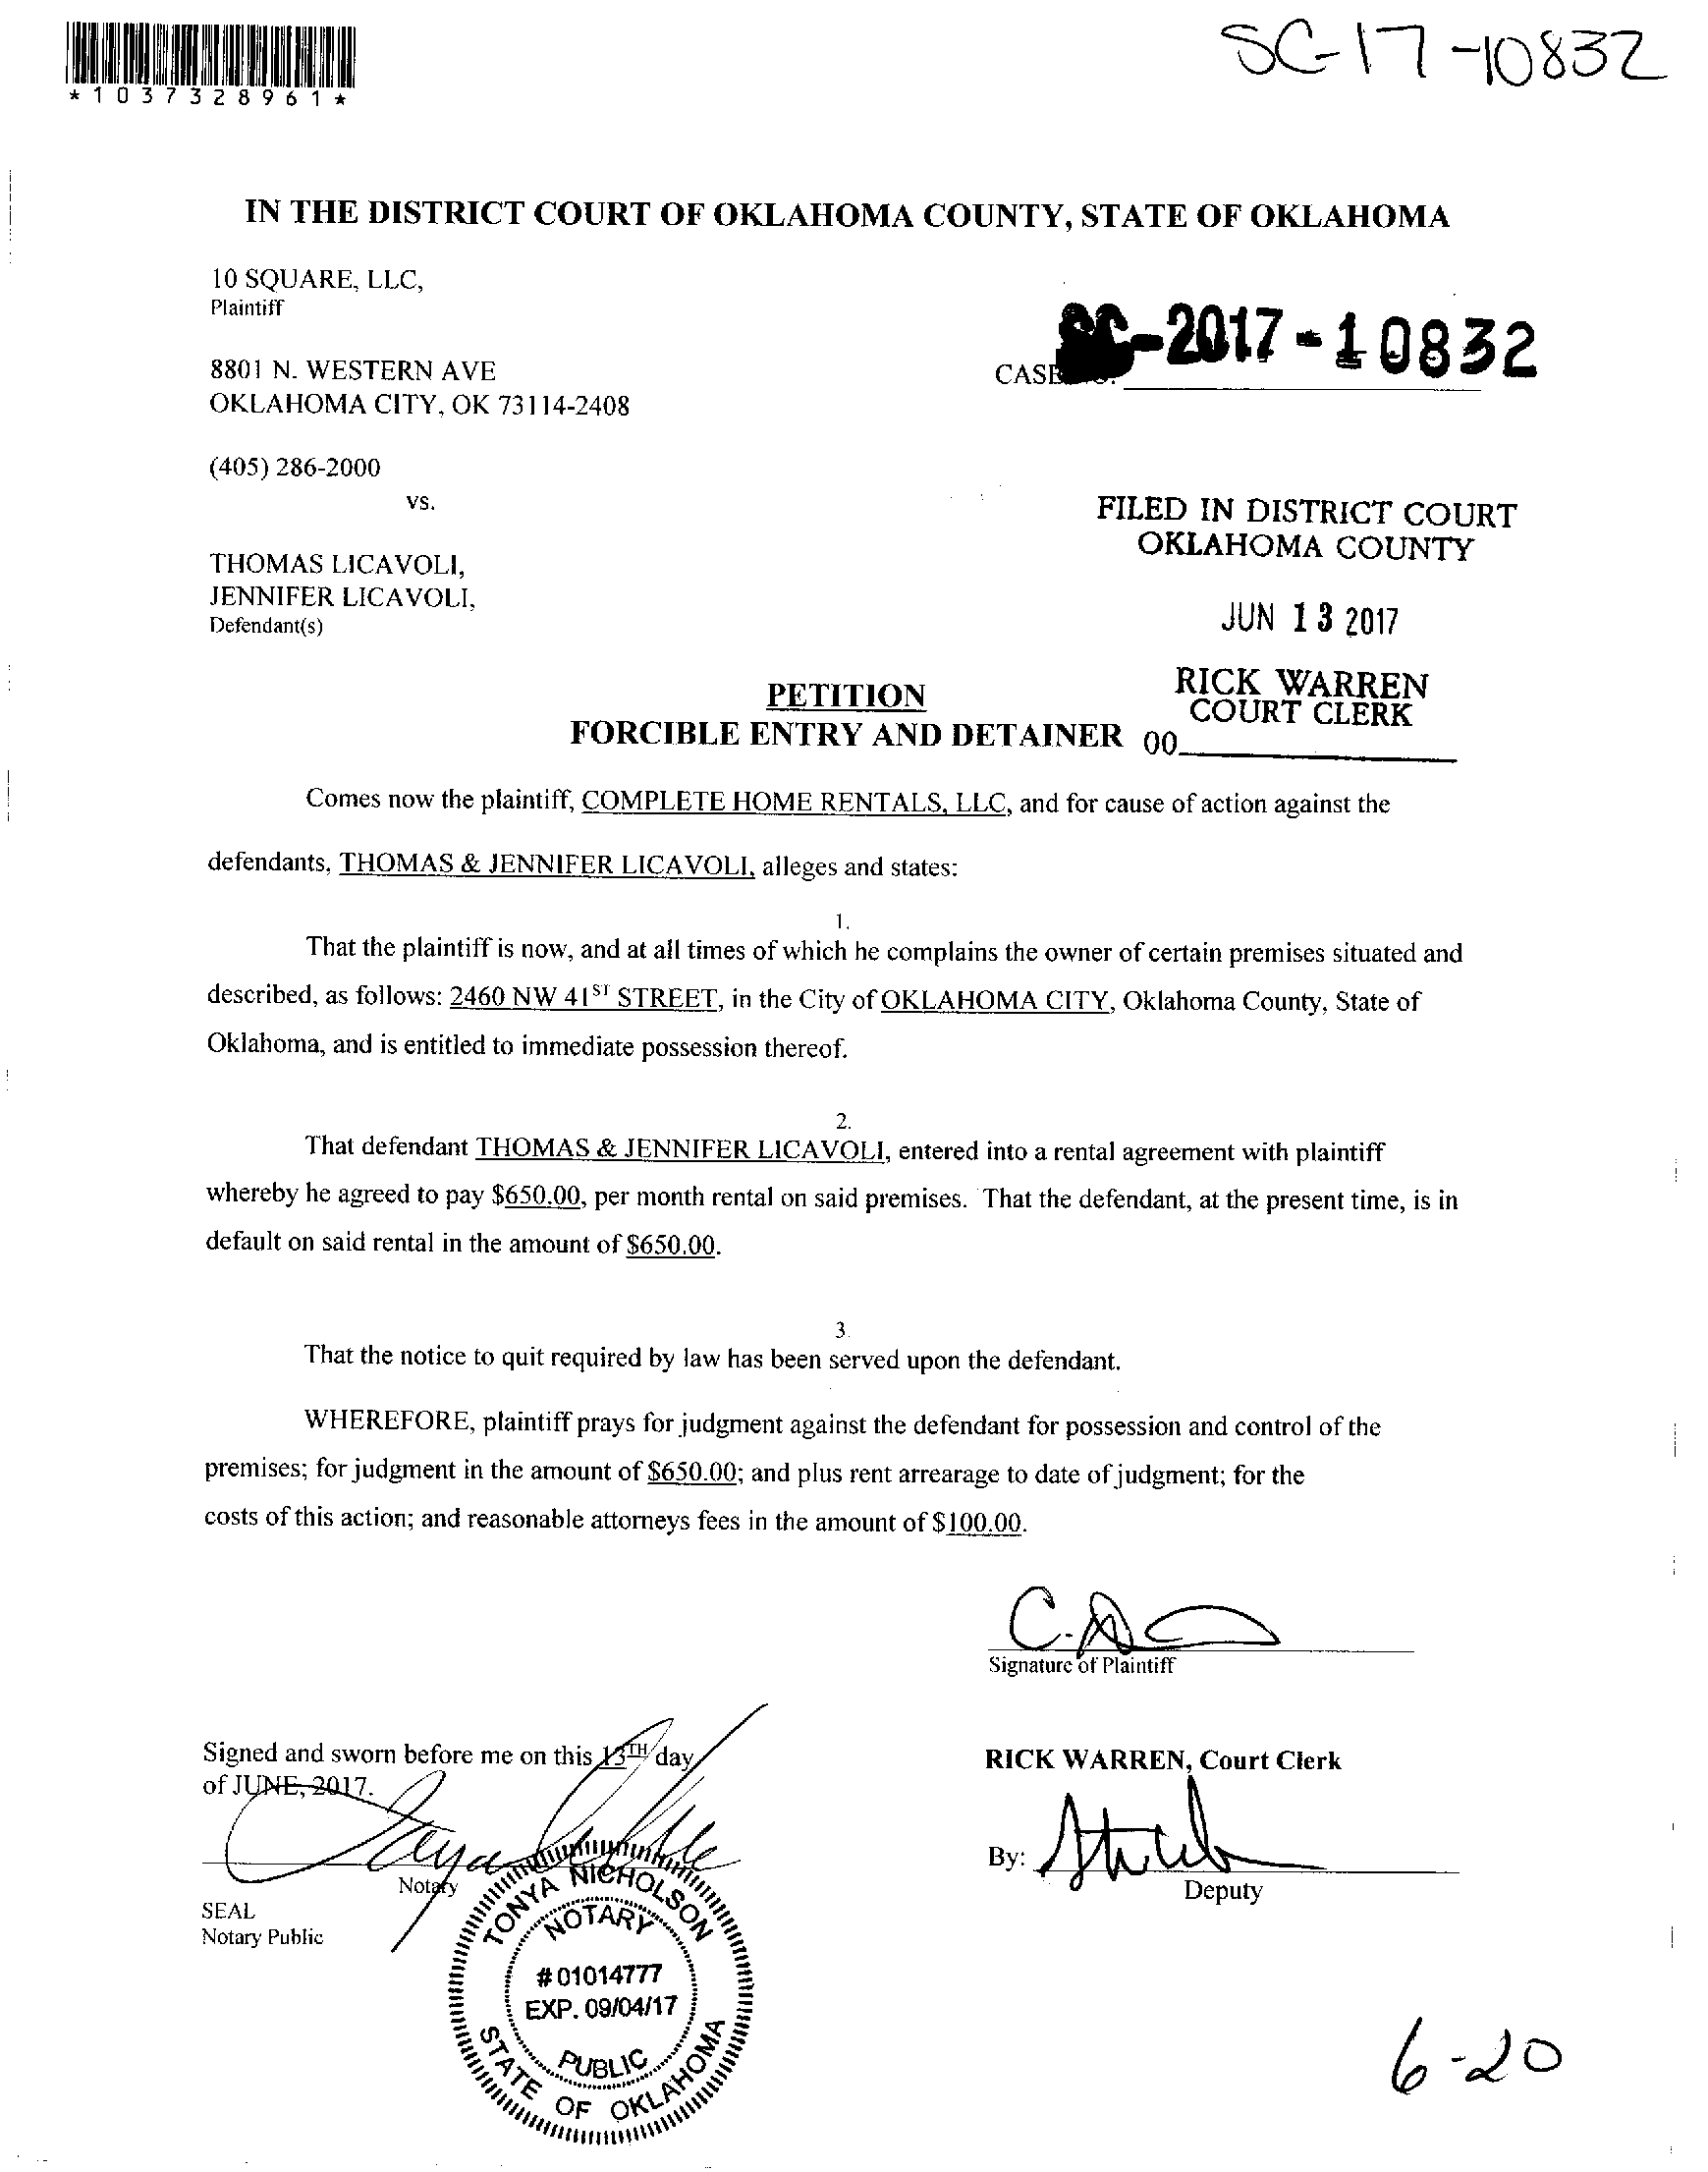 *1037328961*
SC-17-10832
IN THE DISTRICT COURT OF OKLAHOMA COUNTY, STATE OF OKLAHOMA
10 SQUARE, LLC,
Plaintiff
8801 N. WESTERN AVE
OKLAHOMA CITY, OK 73114-2408
(405) 286-2000
vs.
THOMAS LICAVOLI,
JENNIFER LICAVOLI,
Defendant(s)
CASE
SC-2017-10832
FILED IN DISTRICT COURT
OKLAHOMA COUNTY
JUN 13 2017
RICK WARREN
COURT CLERK
00
PETITION
FORCIBLE ENTRY AND DETAINER
Comes now the plaintiff, COMPLETE HOME RENTALS, LLC, and for cause of action against the
defendants, THOMAS & JENNIFER LICAVOLI, alleges and states:
1.
That the plaintiff is now, and at all times of which he complains the owner of certain premises situated and
described, as follows: 2460 NW 41ST STREET, in the City of OKLAHOMA CITY, Oklahoma County, State of
Oklahoma, and is entitled to immediate possession thereof.
2.
That defendant THOMAS & JENNIFER LICAVOLI, entered into a rental agreement with plaintiff
whereby he agreed to pay $650.00, per month rental on said premises. That the defendant, at the present time, is in
default on said rental in the amount of $650.00.
3.
That the notice to quit required by law has been served upon the defendant.
WHEREFORE, plaintiff prays for judgment against the defendant for possession and control of the
premises; for judgment in the amount of $650.00; and plus rent arrearage to date of judgment; for the
costs of this action; and reasonable attorneys fees in the amount of $100.00.
Signature of Plaintiff
Signed and sworn before me on this 13TH day
of JUNE, 2017.
Notary
SEAL
Notary Public
RICK WARREN, Court Clerk
By:
Deputy
TONYA NICHOLSON
NOTARY
#01014777
EXP. 09/04/17
PUBLIC
STATE OF OKLAHOMA
6-20